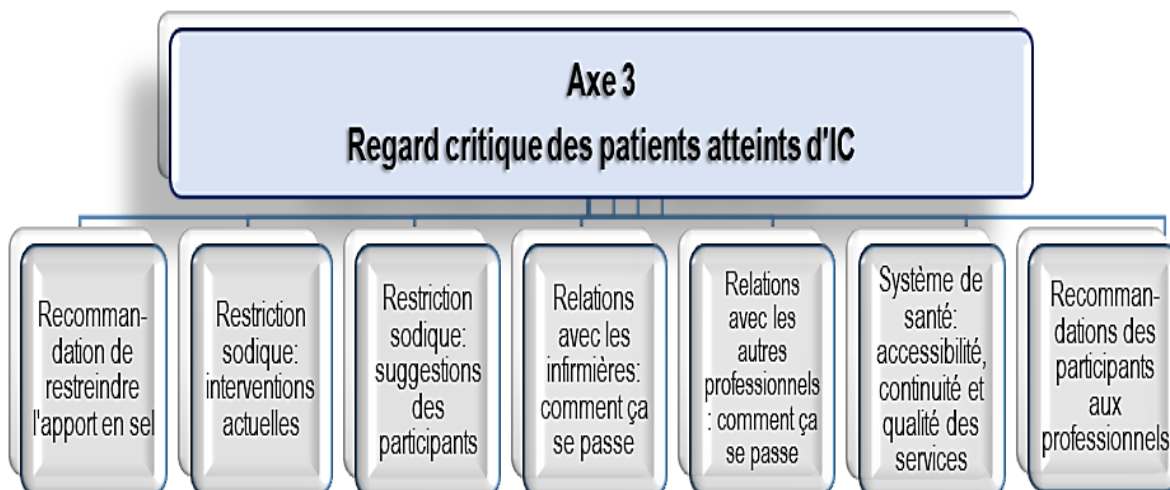 Axe 3
Regard critique des patients atteints d'IC
Recomman-
dation de
restreindre
l'apport en sel
Restriction
sodique:
interventions
actuelles
Restriction
sodique:
suggestions
des
participants
Relations
avec les
infirmières:
comment ça
se passe
Relations
avec les
autres
professionnels
: comment ça
se passe
Système de
santé:
accessibilité,
continuité et
qualité des
services
Recomman-
dations des
participants
aux
professionnels